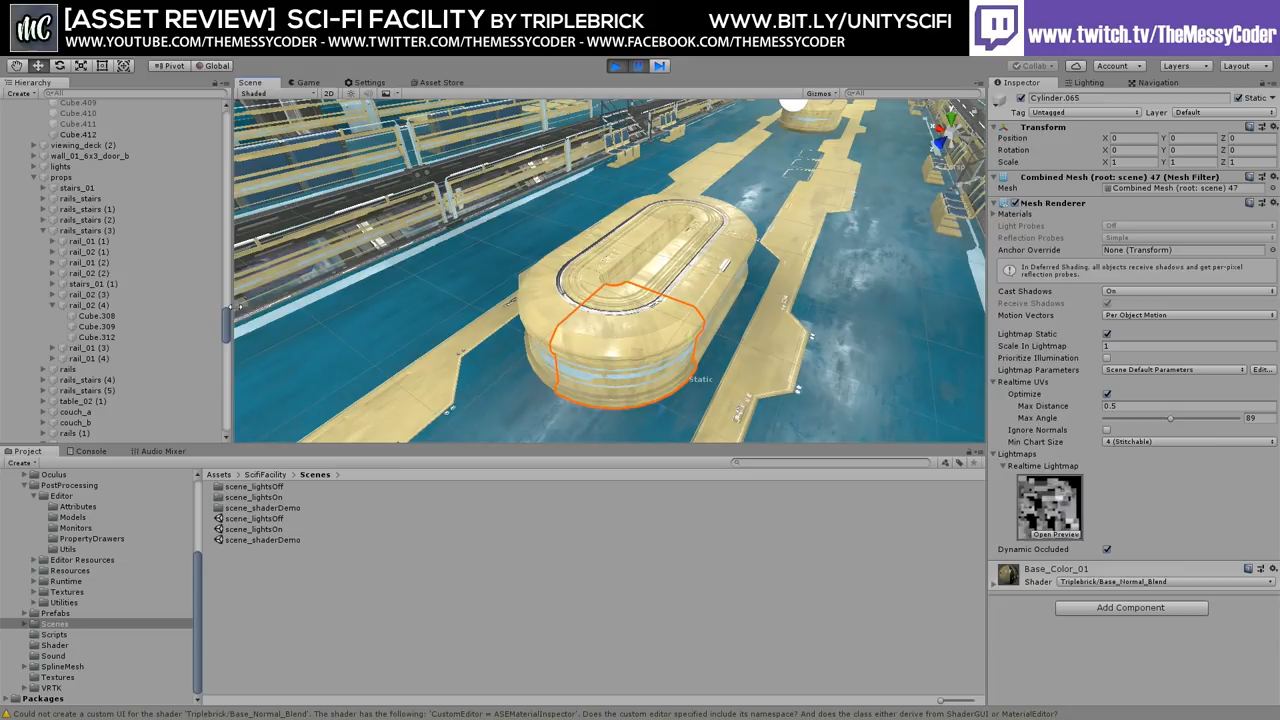 [ASSET REVIEW] SCI-FI FACILITY BY TRIPLEBRICK
WWW.BIT.LY/UNITYSCIFI
WWW.YOUTUBE.COM/THEMESSYCODER - WWW.TWITTER.COM/THEMESSYCODER - WWW.FACEBOOK.COM/THEMESSYCODER
MC
www.twitch.tv/TheMessyCoder
Pivot
Global
Collab
Account
Layers
Layout
Hierarchy
Create
All
Cube.409
Cube.410
Cube.411
Cube.412
viewing_deck (2)
wall_01_6x3_door_b
lights
props
stairs_01
rails_stairs
rails_stairs (1)
rails_stairs (2)
rails_stairs (3)
rail_01 (1)
rail_02 (1)
rail_01 (2)
rail_02 (2)
stairs_01 (1)
rail_02 (3)
rail_02 (4)
Cube.308
Cube.309
Cube.312
rail_01 (3)
rail_01 (4)
rails
rails_stairs (4)
rails_stairs (5)
table_02 (1)
couch_a
couch_b
rails (1)
Scene
Game
Settings
Asset Store
Shaded
2D
Gizmos
All
Persp
Static
Inspector
Lighting
Navigation
Cylinder.065
Static
Tag Untagged
Layer Default
Transform
Position X 0 Y 0 Z 0
Rotation X 0 Y 0 Z 0
Scale X 1 Y 1 Z 1
Combined Mesh (root: scene) 47 (Mesh Filter)
Mesh Combined Mesh (root: scene) 47
Mesh Renderer
Materials
Light Probes Off
Reflection Probes Simple
Anchor Override None (Transform)
In Deferred Shading, all objects receive shadows and get per-pixel
reflection probes.
Cast Shadows On
Receive Shadows
Motion Vectors Per Object Motion
Lightmap Static
Scale In Lightmap 1
Prioritize Illumination
Lightmap Parameters Scene Default Parameters Edit...
Realtime UVs
Optimize
Max Distance 0.5
Max Angle 89
Ignore Normals
Min Chart Size 4 (Stitchable)
Lightmaps
Realtime Lightmap
Open Preview
Dynamic Occluded
Base_Color_01
Shader Triplebrick/Base_Normal_Blend
Add Component
Project
Console
Audio Mixer
Create
Oculus
PostProcessing
Editor
Attributes
Models
Monitors
PropertyDrawers
Utils
Editor Resources
Resources
Runtime
Textures
Utilities
Prefabs
Scenes
Scripts
Shader
Sound
SplineMesh
Textures
VRTK
Packages
Assets
ScifiFacility
Scenes
scene_lightsOff
scene_lightsOn
scene_shaderDemo
scene_lightsOff
scene_lightsOn
scene_shaderDemo
Could not create a custom UI for the shader 'Triplebrick/Base_Normal_Blend'. The shader has the following: 'CustomEditor = ASEMaterialInspector'. Does the custom editor specified include its namespace? And does the class either derive from ShaderGUI or MaterialEditor?